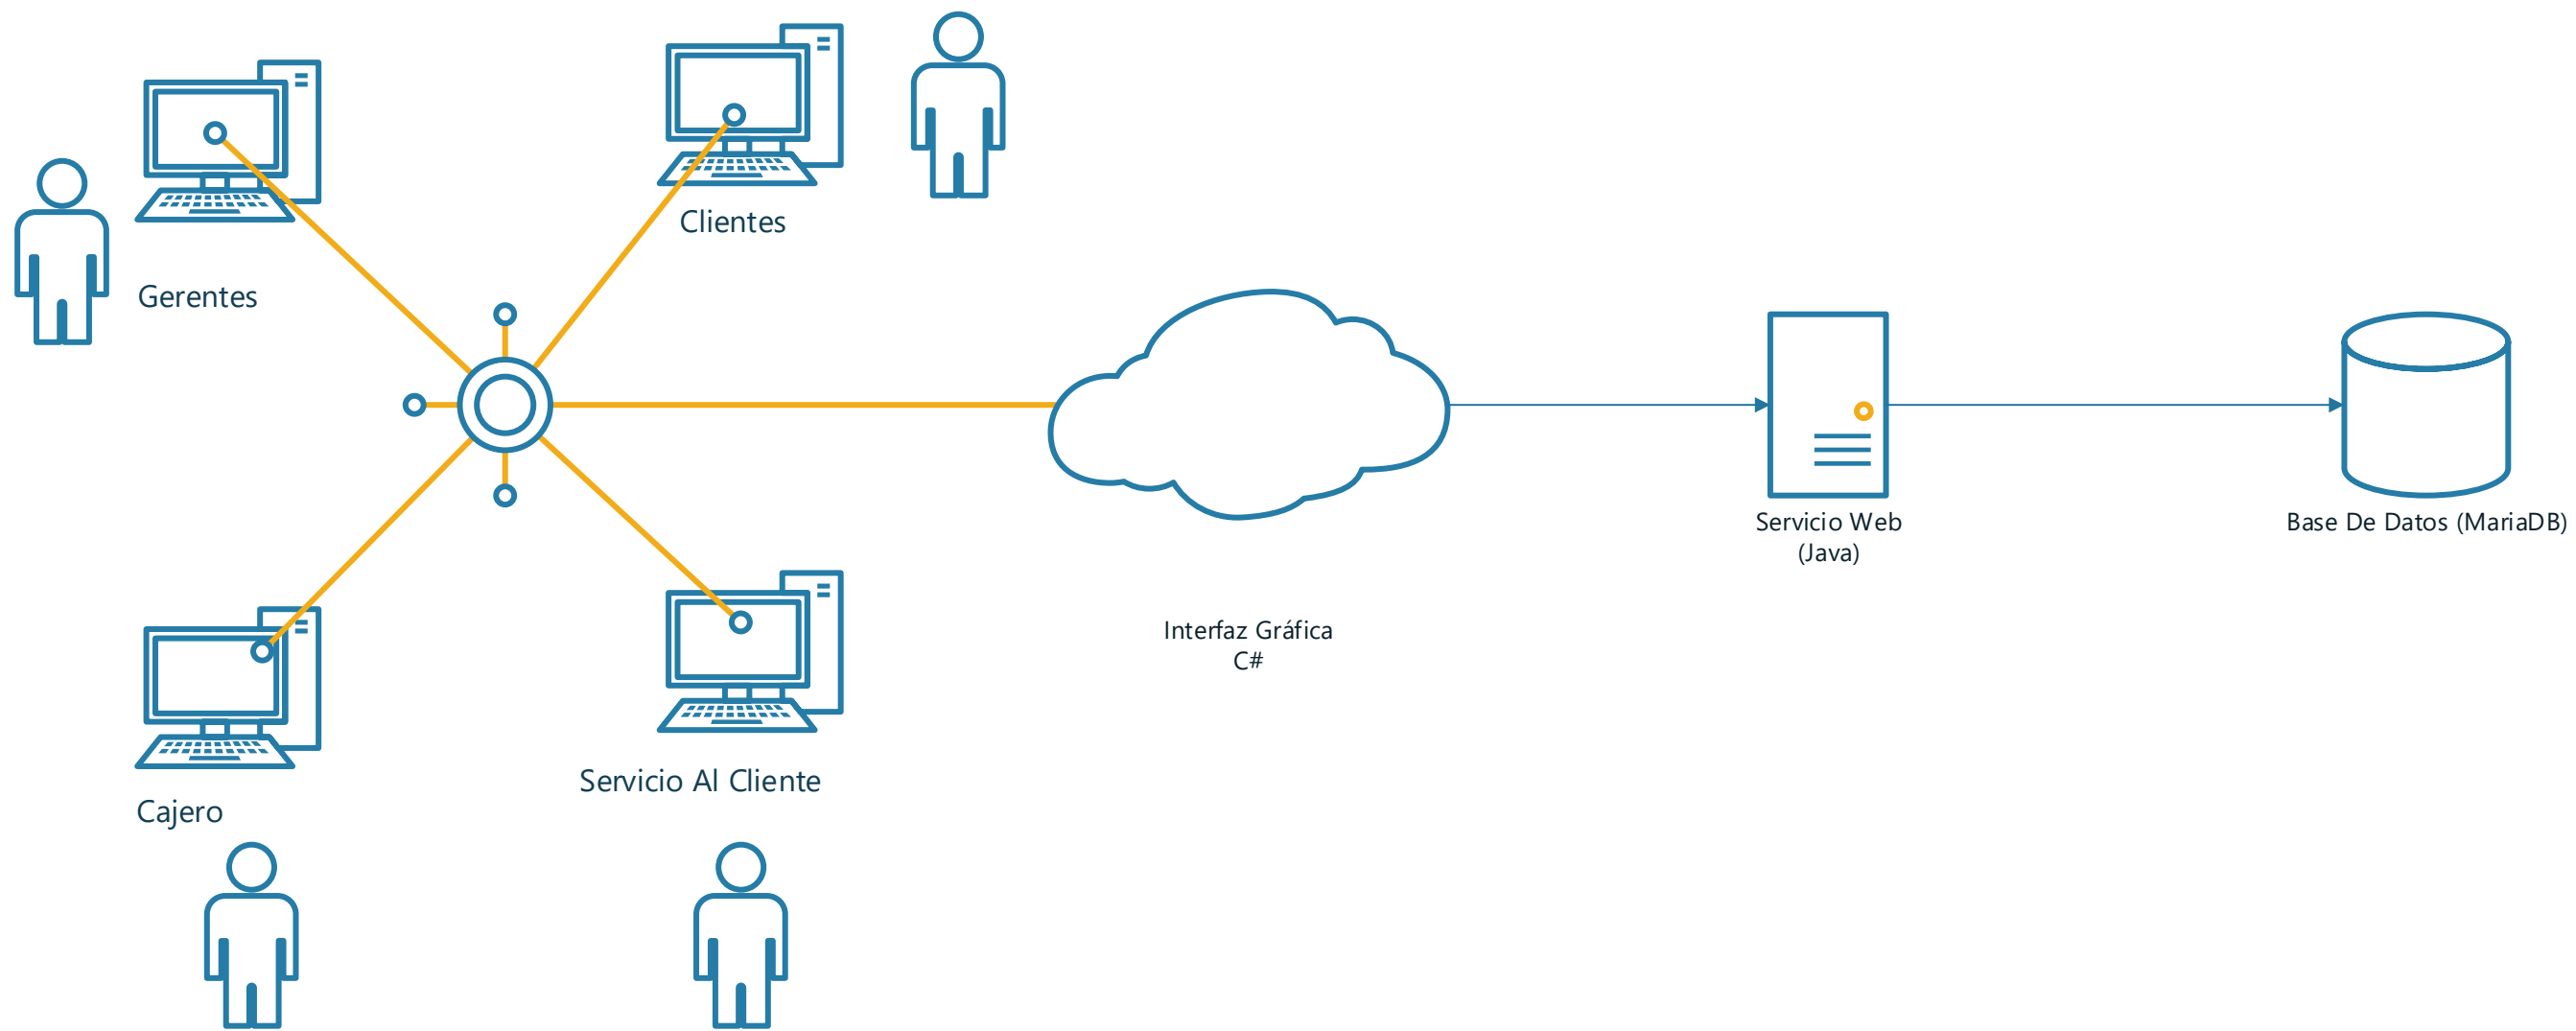 Clientes
Gerentes
Servicio Web
(Java)
Base De Datos (MariaDB)
Interfaz Gráfica
C#
Servicio Al Cliente
Cajero